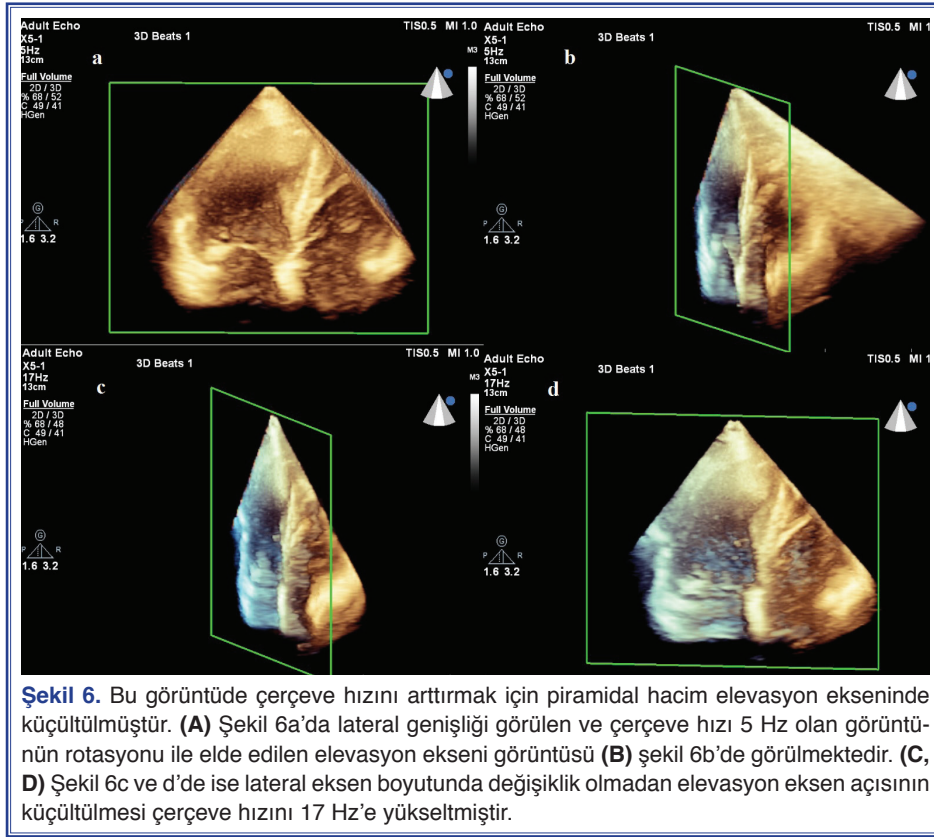 Adult Echo
X5-1
5Hz
13cm
Full Volume
2D / 3D
% 68 / 52
C 49 / 41
HGen
3D Beats 1
TIS0.5 MI 1.0
M3
a
G
P R
1.6 3.2
Adult Echo
X5-1
5Hz
13cm
Full Volume
2D / 3D
% 68 / 52
C 49 / 41
HGen
3D Beats 1
TIS0.5 MI 1.0
b
G
P R
1.6 3.2
Adult Echo
X5-1
17Hz
13cm
Full Volume
2D / 3D
% 68 / 48
C 49 / 41
HGen
3D Beats 1
TIS0.5 MI 1.0
M3
c
G
P R
1.6 3.2
Adult Echo
X5-1
17Hz
13cm
Full Volume
2D / 3D
% 68 / 48
C 49 / 41
HGen
3D Beats 1
TIS0.5 MI 1
d
G
P R
1.6 3.2
Şekil 6. Bu görüntüde çerçeve hızını arttırmak için piramidal hacim elevasyon ekseninde
küçültülmüştür. (A) Şekil 6a'da lateral genişliği görülen ve çerçeve hızı 5 Hz olan görüntü-
nün rotasyonu ile elde edilen elevasyon ekseni görüntüsü (B) şekil 6b'de görülmektedir. (C,
D) Şekil 6c ve d'de ise lateral eksen boyutunda değişiklik olmadan elevasyon eksen açısının
küçültülmesi çerçeve hızını 17 Hz'e yükseltmiştir.